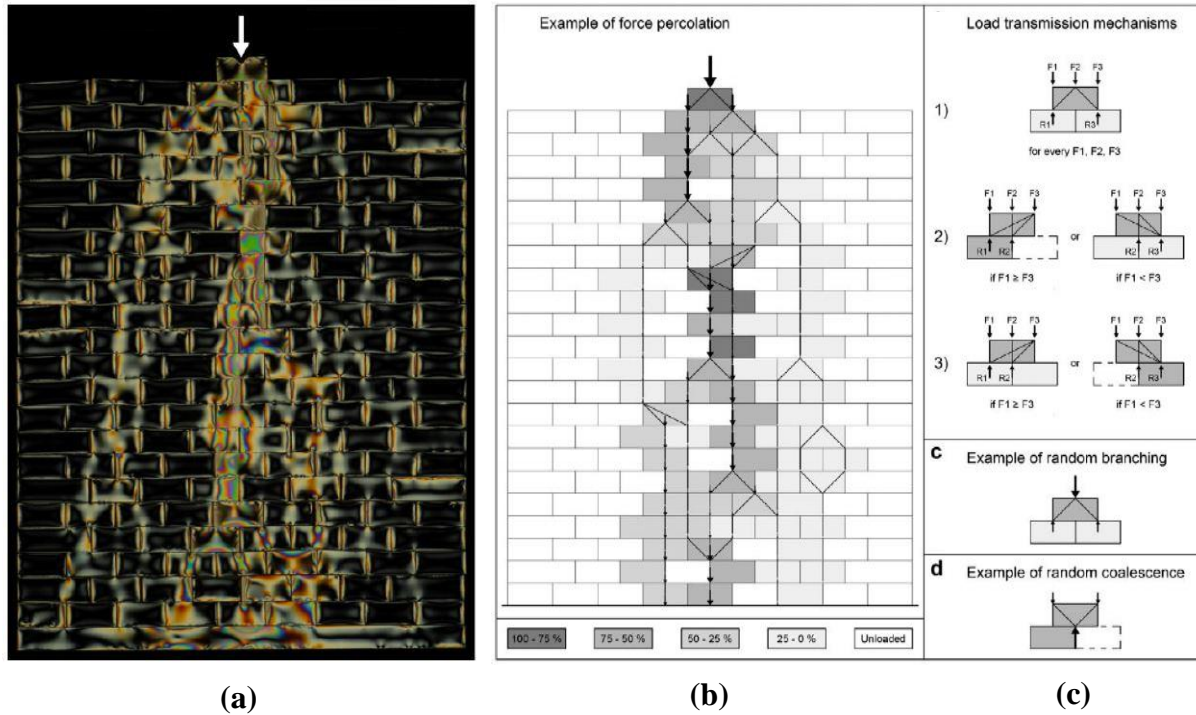 Example of force percolation
100 - 75 %
75 - 50 %
50 - 25 %
25 - 0 %
Unloaded
Load transmission mechanisms
1)
F1 F2 F3
R1 R3
for every F1, F2, F3
2)
F1 F2 F3
R1 R2
if F1 ≥ F3
or
F1 F2 F3
R2 R3
if F1 < F3
3)
F1 F2 F3
R1 R2
if F1 ≥ F3
or
F1 F2 F3
R2 R3
if F1 < F3
c Example of random branching
d Example of random coalescence
(a)
(b)
(c)